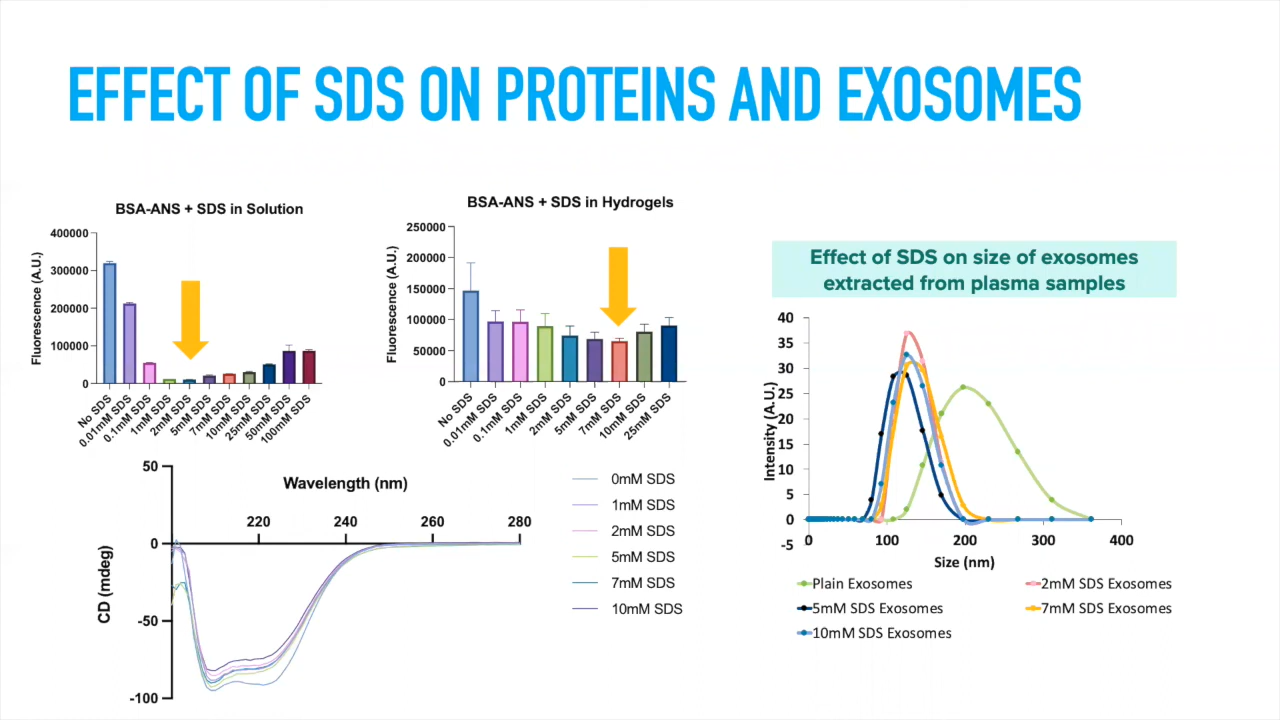 EFFECT OF SDS ON PROTEINS AND EXOSOMES
BSA-ANS + SDS in Solution
Fluorescence (A.U.)
400000
300000
200000
100000
0
No SDS
0.01mM SDS
0.1mM SDS
1mM SDS
2mM SDS
5mM SDS
7mM SDS
10mM SDS
25mM SDS
50mM SDS
100mM SDS
BSA-ANS + SDS in Hydrogels
Fluorescence (A.U.)
250000
200000
150000
100000
50000
0
No SDS
0.01mM SDS
0.1mM SDS
1mM SDS
2mM SDS
5mM SDS
7mM SDS
10mM SDS
25mM SDS
Wavelength (nm)
220
240
260
280
CD (mdeg)
50
0
-50
-100
0mM SDS
1mM SDS
2mM SDS
5mM SDS
7mM SDS
10mM SDS
Effect of SDS on size of exosomes
extracted from plasma samples
Intensity (A.U.)
40
35
30
25
20
15
10
5
0
-5
0
100
200
300
400
Size (nm)
Plain Exosomes
2mM SDS Exosomes
5mM SDS Exosomes
7mM SDS Exosomes
10mM SDS Exosomes